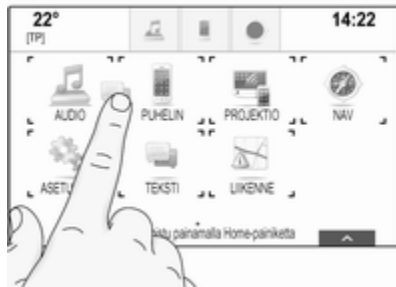 22° 14:22
[TP]
AUDIO PUHELIN PROJEKTIO NAV
TEKSTI LIIKENNE
painamalla Home-painiketta